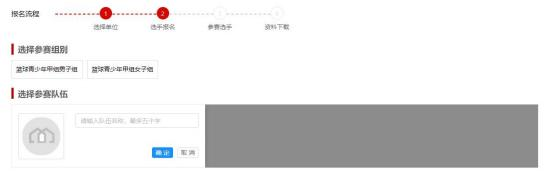 报名流程
1 2 3 4
选择单位 选手报名 参赛选手 资料下载
选择参赛组别
篮球青少年甲组男子组 篮球青少年甲组女子组
选择参赛队伍
请输入队伍名称，最多五个字
确 论 取 消